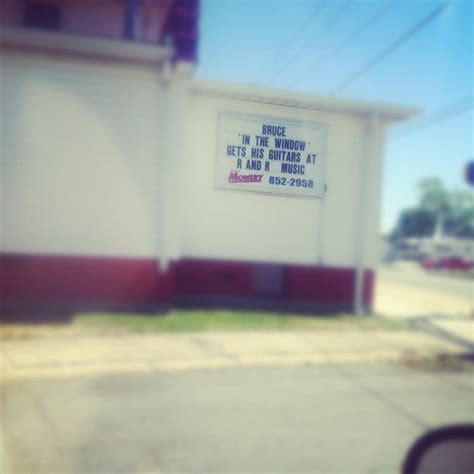 BRUCE
'IN THE WINDOW'
GETS HIS GUITARS AT
R AND R MUSIC
MOWERY 852-2958